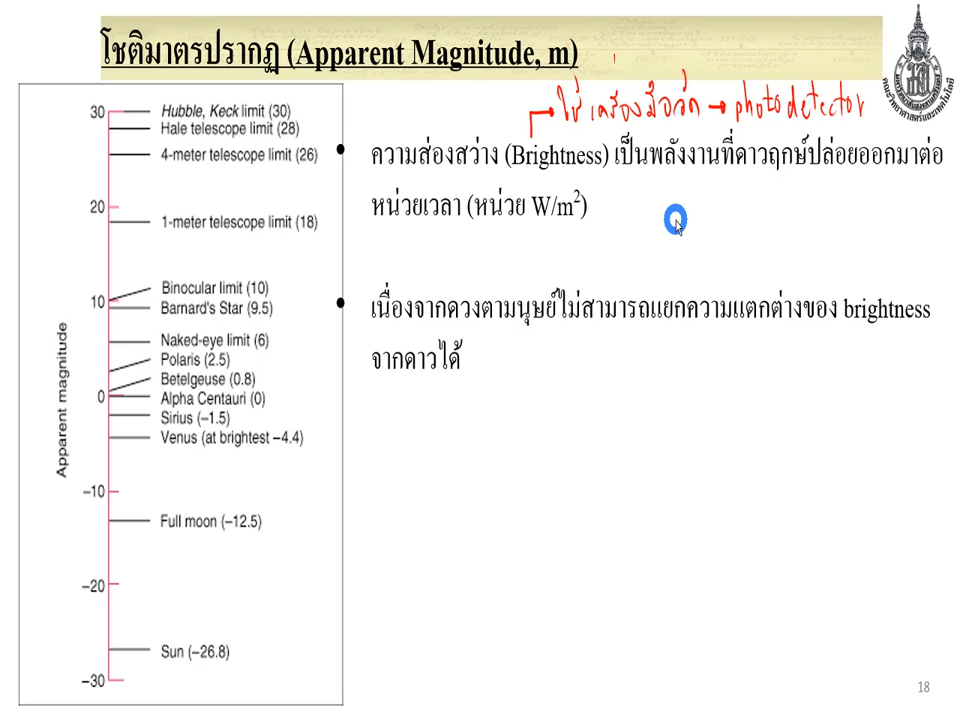 โชติมาตรปรากฏ (Apparent Magnitude, m)
ใช้ เครื่องมือวัด → photodetector
• ความส่องสว่าง (Brightness) เป็นพลังงานที่ดาวฤกษ์ปล่อยออกมาต่อ
หน่วยเวลา (หน่วย W/m²)
• เนื่องจากดวงตามนุษย์ไม่สามารถแยกความแตกต่างของ brightness
จากดาวได้
Apparent magnitude
30
20
10
0
−10
−20
−30
Hubble, Keck limit (30)
Hale telescope limit (28)
4-meter telescope limit (26)
1-meter telescope limit (18)
Binocular limit (10)
Barnard's Star (9.5)
Naked-eye limit (6)
Polaris (2.5)
Betelgeuse (0.8)
Alpha Centauri (0)
Sirius (−1.5)
Venus (at brightest −4.4)
Full moon (−12.5)
Sun (−26.8)
18